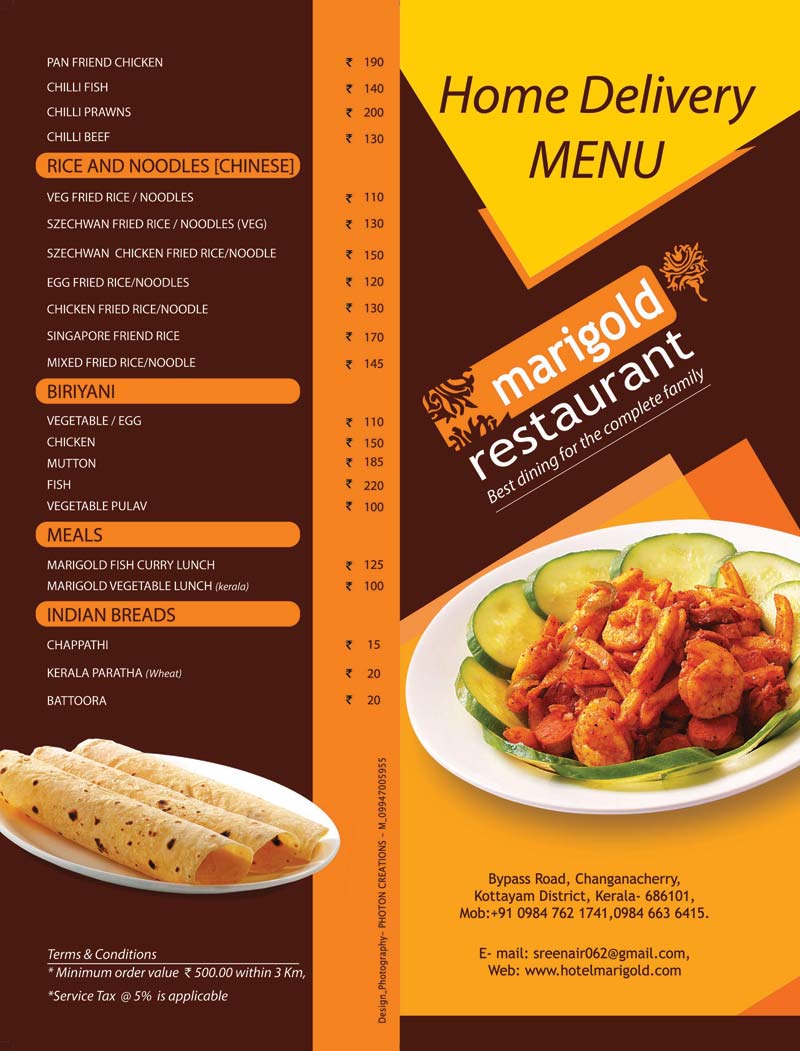 PAN FRIEND CHICKEN ₹ 190
CHILLI FISH ₹ 140
CHILLI PRAWNS ₹ 200
CHILLI BEEF ₹ 130
RICE AND NOODLES [CHINESE]
VEG FRIED RICE / NOODLES ₹ 110
SZECHWAN FRIED RICE / NOODLES (VEG) ₹ 130
SZECHWAN CHICKEN FRIED RICE/NOODLE ₹ 150
EGG FRIED RICE/NOODLES ₹ 120
CHICKEN FRIED RICE/NOODLE ₹ 130
SINGAPORE FRIEND RICE ₹ 170
MIXED FRIED RICE/NOODLE ₹ 145
BIRIYANI
VEGETABLE / EGG ₹ 110
CHICKEN ₹ 150
MUTTON ₹ 185
FISH ₹ 220
VEGETABLE PULAV ₹ 100
MEALS
MARIGOLD FISH CURRY LUNCH ₹ 125
MARIGOLD VEGETABLE LUNCH (kerala) ₹ 100
INDIAN BREADS
CHAPPATHI ₹ 15
KERALA PARATHA (Wheat) ₹ 20
BATTOORA ₹ 20
Terms & Conditions
* Minimum order value ₹ 500.00 within 3 Km,
*Service Tax @ 5% is applicable
Design_Photography– PHOTON CREATIONS – M_09947005955
Home Delivery
MENU
marigold
restaurant
Best dining for the complete family
Bypass Road, Changanacherry,
Kottayam District, Kerala- 686101,
Mob:+91 0984 762 1741,0984 663 6415.
E- mail: sreenair062@gmail.com,
Web: www.hotelmarigold.com